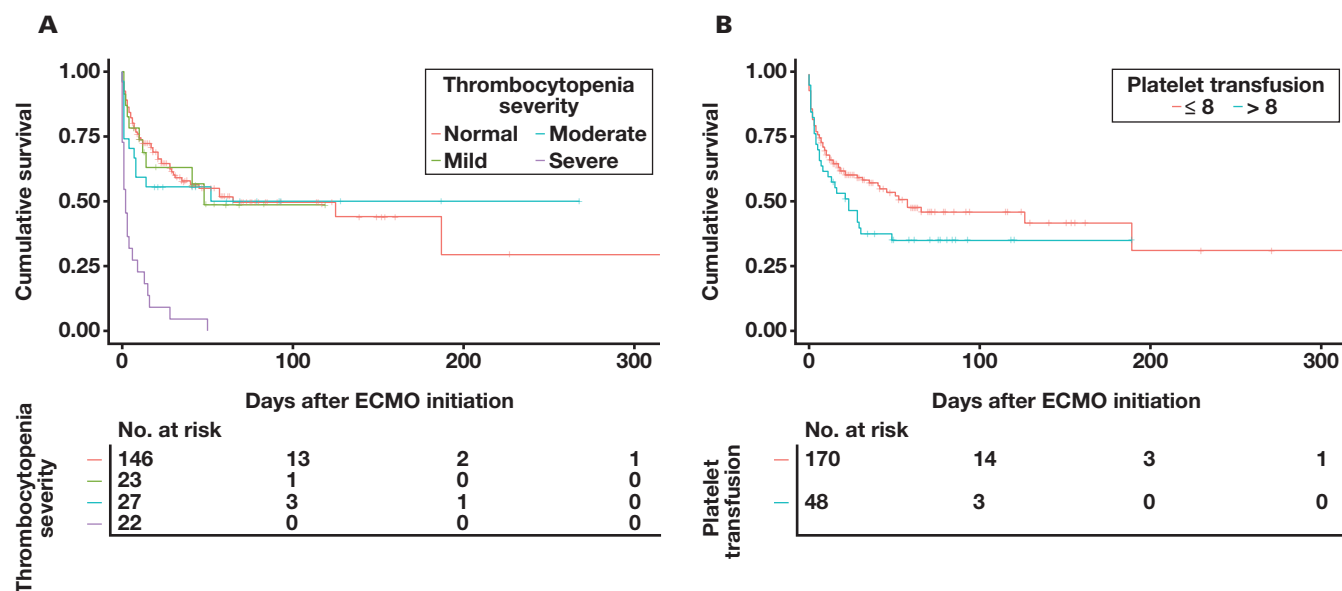 A
Cumulative survival
1.00
0.75
0.50
0.25
0.00
Thrombocytopenia
severity
Normal Moderate
Mild Severe
0 100 200 300
Days after ECMO initiation
Thrombocytopenia
severity
No. at risk
146 13 2 1
23 1 0 0
27 3 1 0
22 0 0 0
B
Cumulative survival
1.00
0.75
0.50
0.25
0.00
Platelet transfusion
≤ 8 > 8
0 100 200 300
Days after ECMO initiation
Platelet
transfusion
No. at risk
170 14 3 1
48 3 0 0